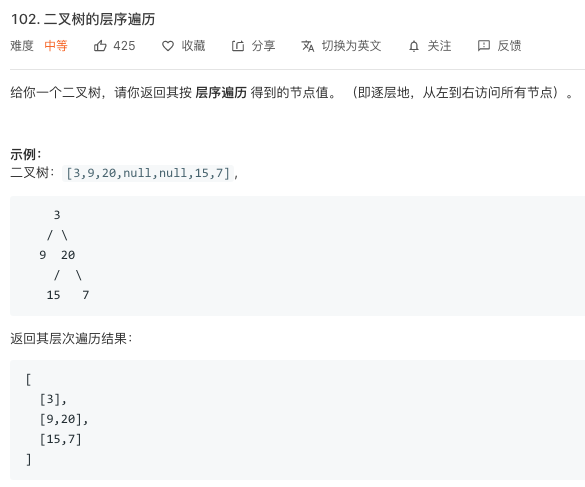 102. 二叉树的层序遍历
难度 中等 425 收藏 分享 切换为英文 关注 反馈
给你一个二叉树，请你返回其按 层序遍历 得到的节点值。 （即逐层地，从左到右访问所有节点）。
示例：
二叉树：[3,9,20,null,null,15,7],
3
/ \
9 20
/ \
15 7
返回其层次遍历结果：
[
[3],
[9,20],
[15,7]
]